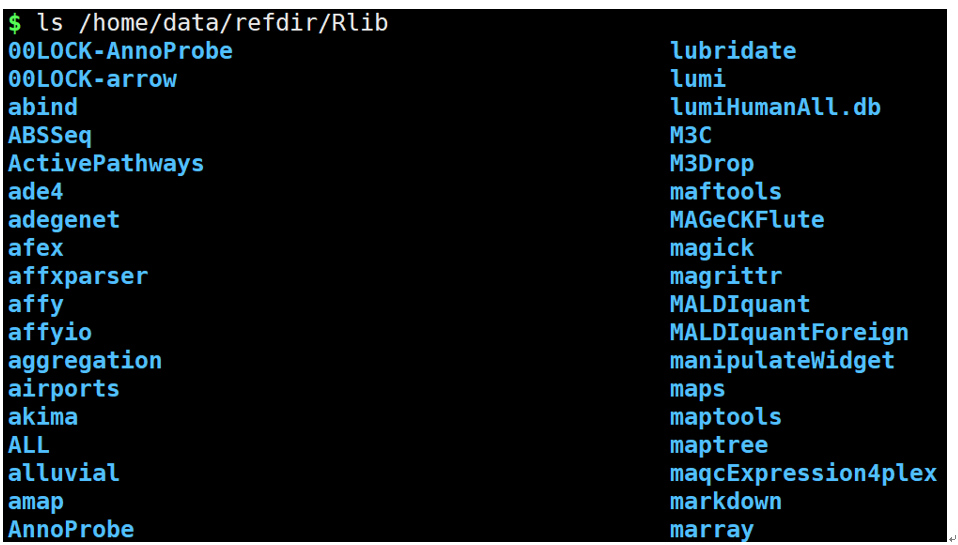 $ ls /home/data/refdir/Rlib
00LOCK-AnnoProbe lubridate
00LOCK-arrow lumi
abind lumiHumanAll.db
ABSSeq M3C
ActivePathways M3Drop
ade4 maftools
adegenet MAGeCKFlute
afex magick
affxparser magrittr
affy MALDIquant
affyio MALDIquantForeign
aggregation manipulateWidget
airports maps
akima maptools
ALL maptree
alluvial maqcExpression4plex
amap markdown
AnnoProbe marray